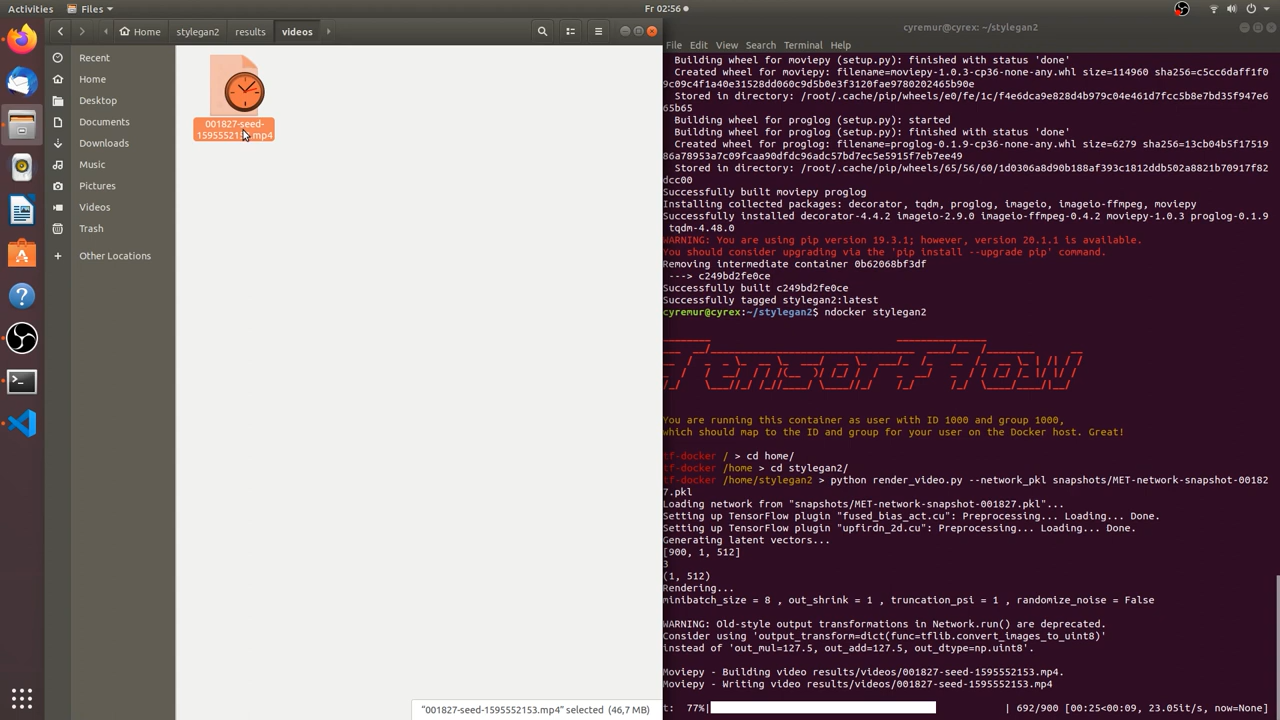 Activities
Files
Fr 02:56
Home
stylegan2
results
videos
Recent
Home
Desktop
Documents
Downloads
Music
Pictures
Videos
Trash
Other Locations
001827-seed-
1595552153.mp4
"001827-seed-1595552153.mp4" selected (46,7 MB)
cyremur@cyrex: ~/stylegan2
File Edit View Search Terminal Help
Building wheel for moviepy (setup.py): finished with status 'done'
Created wheel for moviepy: filename=moviepy-1.0.3-cp36-none-any.whl size=114960 sha256=c5cc6daff1f0
9c09c4f1a40e31528dd060c9d5b0e3f3120fae9780202465b90e
Stored in directory: /root/.cache/pip/wheels/e0/fe/1c/f4e6dca9e828d4b979c04e461d7fcc5b8e7bd35f947e6
65b65
Building wheel for proglog (setup.py): started
Building wheel for proglog (setup.py): finished with status 'done'
Created wheel for proglog: filename=proglog-0.1.9-cp36-none-any.whl size=6279 sha256=13cb04b5f17519
86a78953a7c09fcaa90dfdc96adc57bd7ec5e5915f7eb7ee49
Stored in directory: /root/.cache/pip/wheels/65/56/60/1d0306a8d90b188af393c1812ddb502a8821b70917f82
dcc00
Successfully built moviepy proglog
Installing collected packages: decorator, tqdm, proglog, imageio, imageio-ffmpeg, moviepy
Successfully installed decorator-4.4.2 imageio-2.9.0 imageio-ffmpeg-0.4.2 moviepy-1.0.3 proglog-0.1.9
tqdm-4.48.0
WARNING: You are using pip version 19.3.1; however, version 20.1.1 is available.
You should consider upgrading via the 'pip install --upgrade pip' command.
Removing intermediate container 0b62068bf3df
---> c249bd2fe0ce
Successfully built c249bd2fe0ce
Successfully tagged stylegan2:latest
cyremur@cyrex:~/stylegan2$ ndocker stylegan2
You are running this container as user with ID 1000 and group 1000,
which should map to the ID and group for your user on the Docker host. Great!
tf-docker / > cd home/
tf-docker /home > cd stylegan2/
tf-docker /home/stylegan2 > python render_video.py --network_pkl snapshots/MET-network-snapshot-00182
7.pkl
Loading network from "snapshots/MET-network-snapshot-001827.pkl"...
Setting up TensorFlow plugin "fused_bias_act.cu": Preprocessing... Loading... Done.
Setting up TensorFlow plugin "upfirdn_2d.cu": Preprocessing... Loading... Done.
Generating latent vectors...
[900, 1, 512]
3
(1, 512)
Rendering...
minibatch_size = 8 , out_shrink = 1 , truncation_psi = 1 , randomize_noise = False
WARNING: Old-style output transformations in Network.run() are deprecated.
Consider using 'output_transform=dict(func=tflib.convert_images_to_uint8)'
instead of 'out_mul=127.5, out_add=127.5, out_dtype=np.uint8'.
Moviepy - Building video results/videos/001827-seed-1595552153.mp4.
Moviepy - Writing video results/videos/001827-seed-1595552153.mp4
t: 77%| | 692/900 [00:25<00:09, 23.05it/s, now=None]